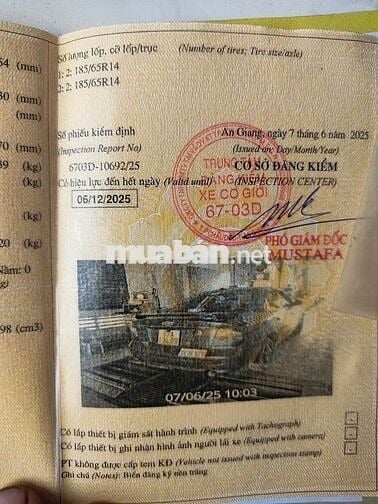 Số lượng lốp, cỡ lốp/trục (Number of tires; Tire size/axle)
1: 2: 185/65R14
2: 2: 185/65R14
54 (mm)
30 (mm)
70 (mm)
39 (kg)
(kg)
(kg)
20 (kg)
Năm: 0
98 (cm3)
Số phiếu kiểm định An Giang, ngày 7 tháng 6 năm 2025
(Inspection Report No) (Issued on: Day/Month/Year)
6703D-10692/25 CƠ SỞ ĐĂNG KIỂM
Có hiệu lực đến hết ngày (Valid until) (INSPECTION CENTER)
06/12/2025
TRUNG TÂM
ĐĂNG KIỂM
XE CƠ GIỚI
67-03D
PHÓ GIÁM ĐỐC
MUSTAFA
muaban.net
07/06/25 10:03
Có lắp thiết bị giám sát hành trình (Equipped with Tachograph)
Có lắp thiết bị ghi nhận hình ảnh người lái xe (Equipped with camera)
PT không được cấp tem KĐ (Vehicle not issued with inspection stamp)
Ghi chú (Notes): Biển đăng ký nền trắng